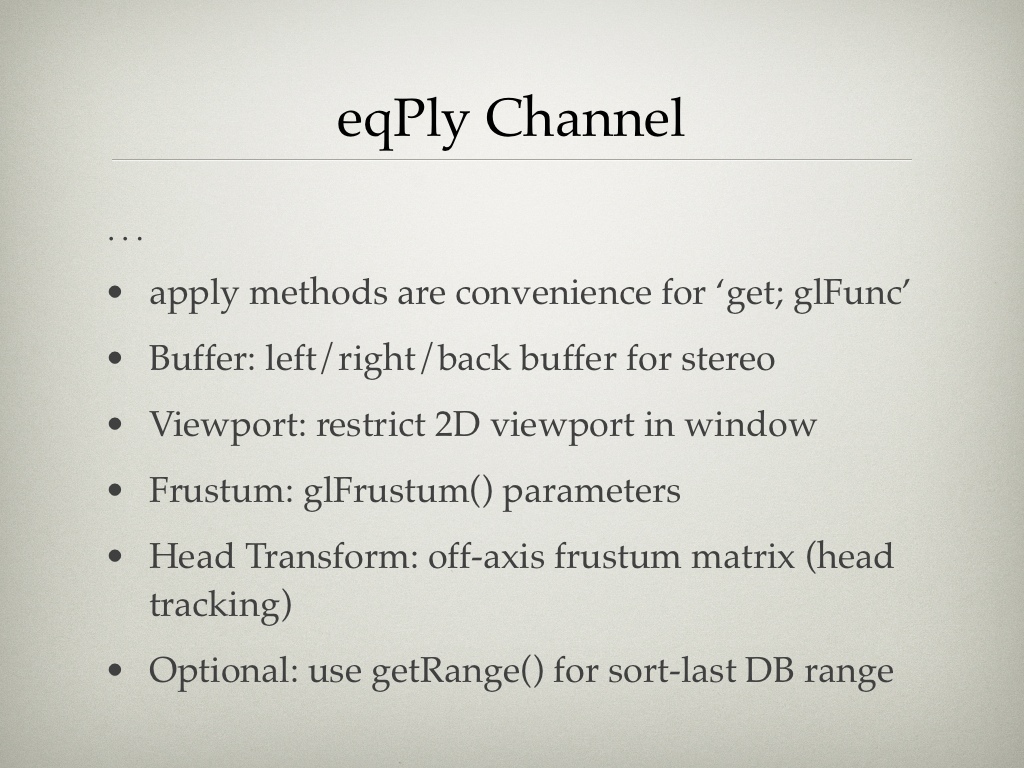 eqPly Channel
...
• apply methods are convenience for ‘get; glFunc’
• Buffer: left/right/back buffer for stereo
• Viewport: restrict 2D viewport in window
• Frustum: glFrustum() parameters
• Head Transform: off-axis frustum matrix (head
tracking)
• Optional: use getRange() for sort-last DB range